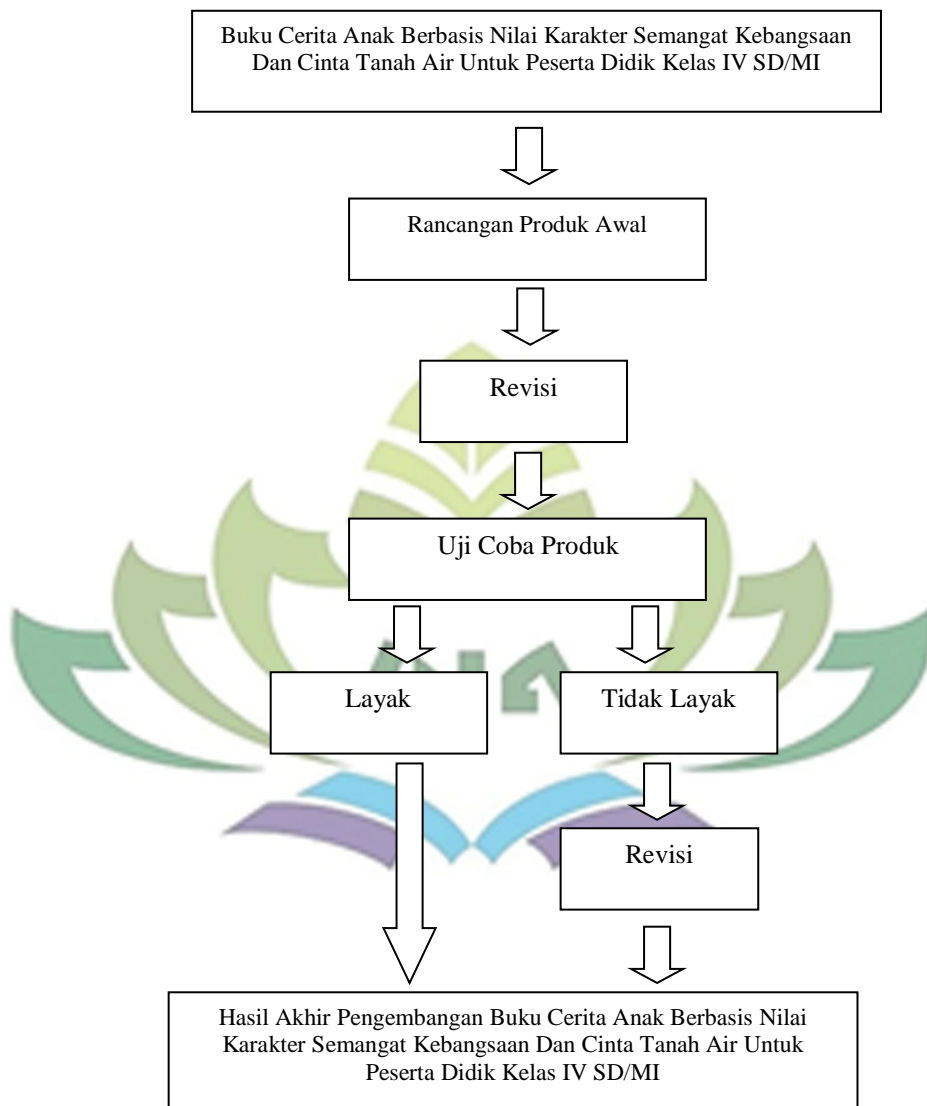 Buku Cerita Anak Berbasis Nilai Karakter Semangat Kebangsaan
Dan Cinta Tanah Air Untuk Peserta Didik Kelas IV SD/MI
Rancangan Produk Awal
Revisi
Uji Coba Produk
Layak
Tidak Layak
Revisi
Hasil Akhir Pengembangan Buku Cerita Anak Berbasis Nilai
Karakter Semangat Kebangsaan Dan Cinta Tanah Air Untuk
Peserta Didik Kelas IV SD/MI